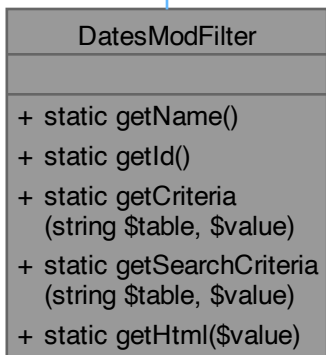 DatesModFilter
+ static getName()
+ static getId()
+ static getCriteria
(string $table, $value)
+ static getSearchCriteria
(string $table, $value)
+ static getHtml($value)